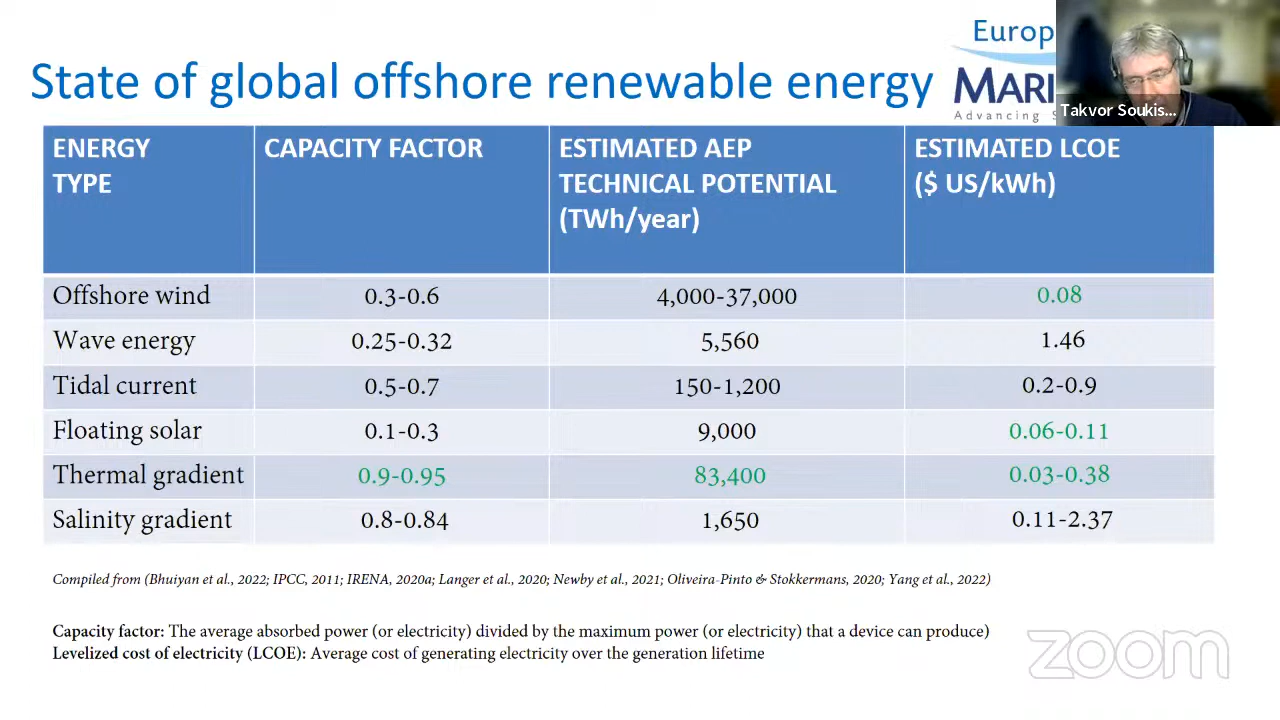 Europ
State of global offshore renewable energy
MARI
Advancing S
Takvor Soukis...
ENERGY TYPE CAPACITY FACTOR ESTIMATED AEP TECHNICAL POTENTIAL (TWh/year) ESTIMATED LCOE ($ US/kWh)
Offshore wind 0.3-0.6 4,000-37,000 0.08
Wave energy 0.25-0.32 5,560 1.46
Tidal current 0.5-0.7 150-1,200 0.2-0.9
Floating solar 0.1-0.3 9,000 0.06-0.11
Thermal gradient 0.9-0.95 83,400 0.03-0.38
Salinity gradient 0.8-0.84 1,650 0.11-2.37
Compiled from (Bhuiyan et al., 2022; IPCC, 2011; IRENA, 2020a; Langer et al., 2020; Newby et al., 2021; Oliveira-Pinto & Stokkermans, 2020; Yang et al., 2022)
Capacity factor: The average absorbed power (or electricity) divided by the maximum power (or electricity) that a device can produce)
Levelized cost of electricity (LCOE): Average cost of generating electricity over the generation lifetime
zoom